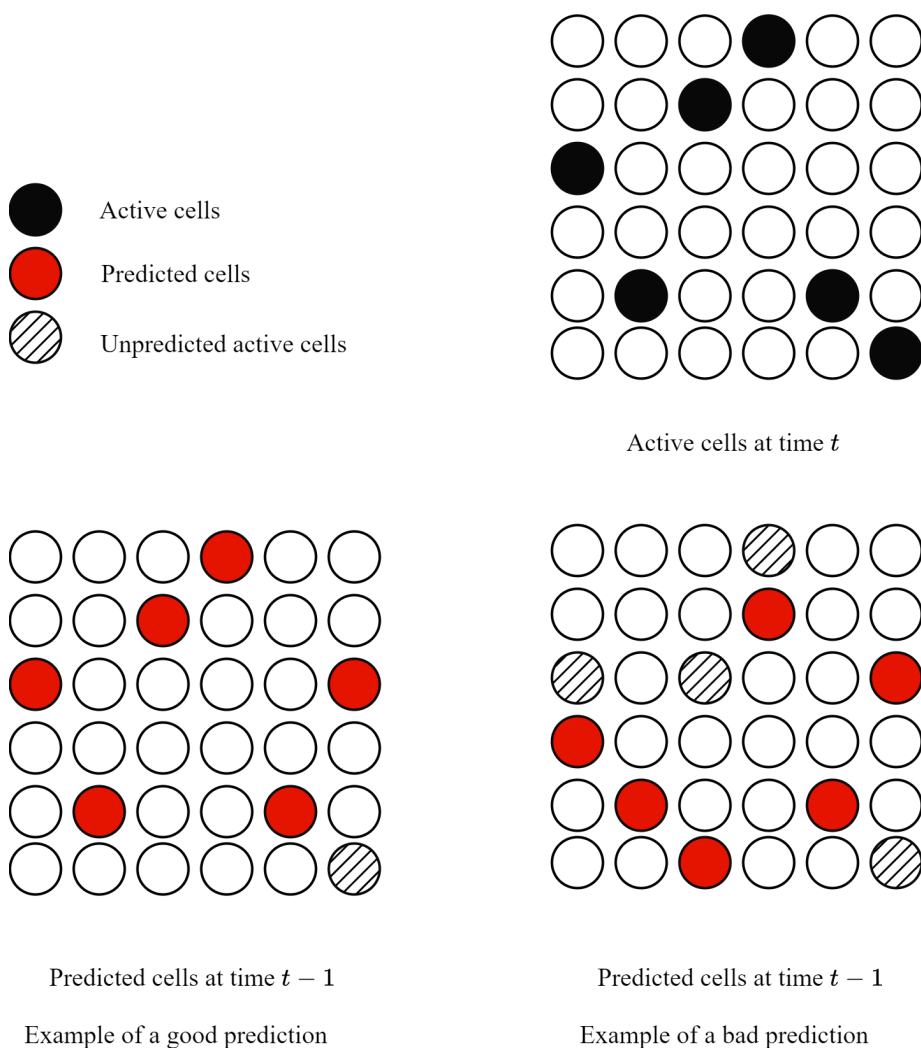 Active cells
Predicted cells
Unpredicted active cells
Active cells at time t
Predicted cells at time t − 1
Example of a good prediction
Predicted cells at time t − 1
Example of a bad prediction